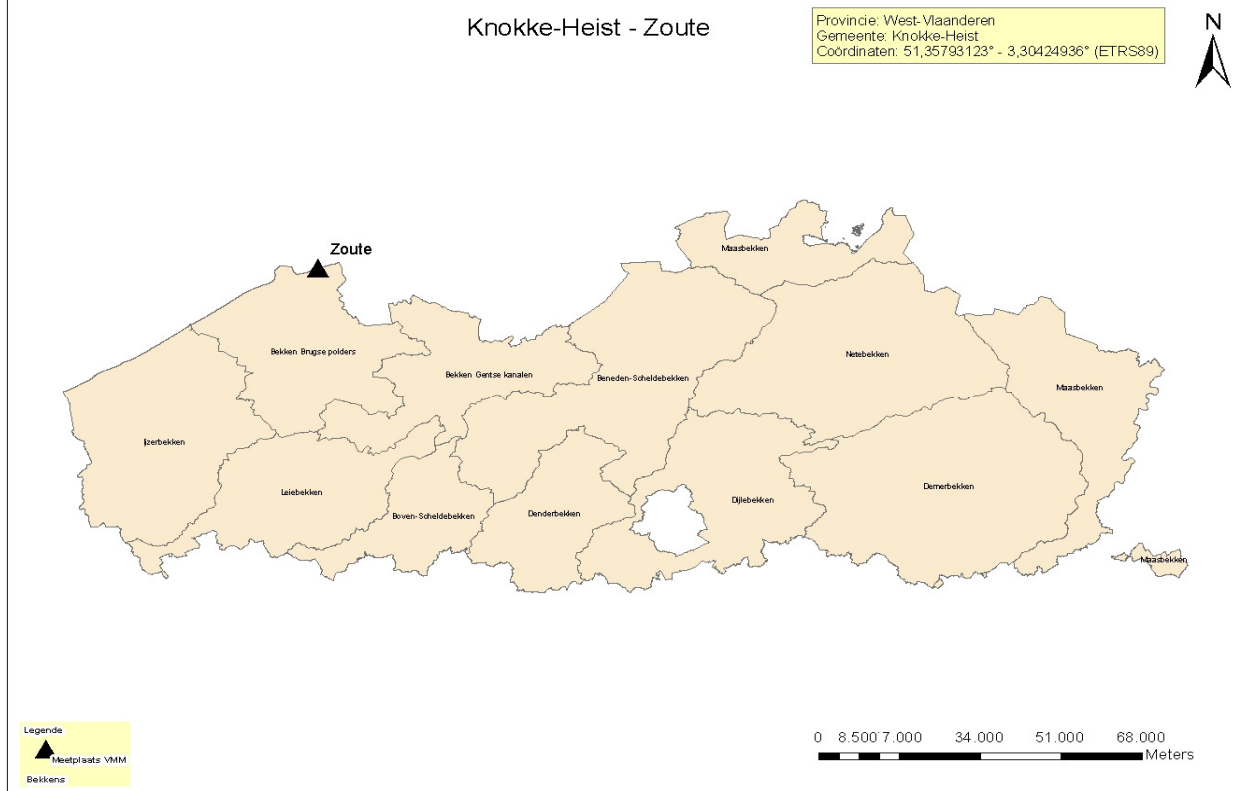 Knokke-Heist - Zoute
Provincie: West-Vlaanderen
Gemeente: Knokke-Heist
Coördinaten: 51,35793123° - 3,30424936° (ETRS89)
N
Zoute
Maasbekken
Bekken Brugse polders
Bekken Gentse kanalen
Beneden-Scheldebekken
Netebekken
Maasbekken
Ijzerbekken
Leiebekken
Boven-Scheldebekken
Denderbekken
Dijlebekken
Demerbekken
Maasbekken
Legende
Meetplaats VMM
Bekkens
0 8.500 7.000 34.000 51.000 68.000
Meters